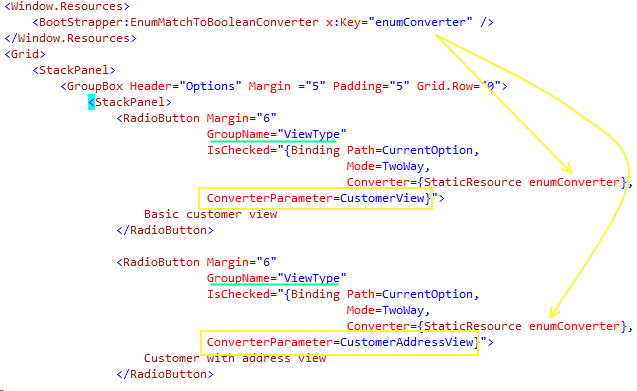 <Window.Resources>
<BootStrapper:EnumMatchToBooleanConverter x:Key="enumConverter" />
</Window.Resources>
<Grid>
<StackPanel>
<GroupBox Header="Options" Margin ="5" Padding="5" Grid.Row="0">
<StackPanel>
<RadioButton Margin="6"
GroupName="ViewType"
IsChecked="{Binding Path=CurrentOption,
Mode=TwoWay,
Converter={StaticResource enumConverter},
ConverterParameter=CustomerView}">
Basic customer view
</RadioButton>
<RadioButton Margin="6"
GroupName="ViewType"
IsChecked="{Binding Path=CurrentOption,
Mode=TwoWay,
Converter={StaticResource enumConverter},
ConverterParameter=CustomerAddressView}">
Customer with address view
</RadioButton>